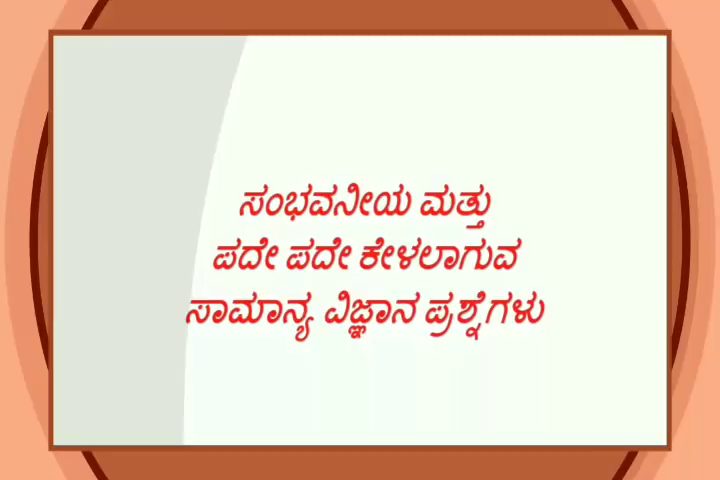 ಸಂಭವನೀಯ ಮತ್ತು
ಪದೇ ಪದೇ ಕೇಳಲಾಗುವ
ಸಾಮಾನ್ಯ ವಿಜ್ಞಾನ ಪ್ರಶ್ನೆಗಳು